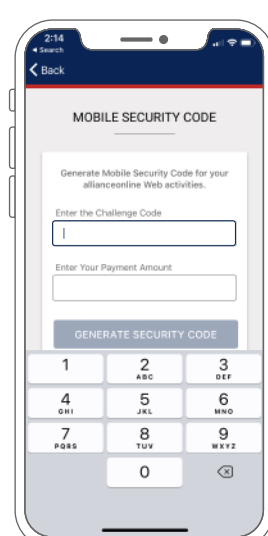 2:14
Search
Back
MOBILE SECURITY CODE
Generate Mobile Security Code for your
allianceonline Web activities.
Enter the Challenge Code
Enter Your Payment Amount
GENERATE SECURITY CODE
1 2 3
ABC DEF
4 5 6
GHI JKL MNO
7 8 9
PQRS TUV WXYZ
0